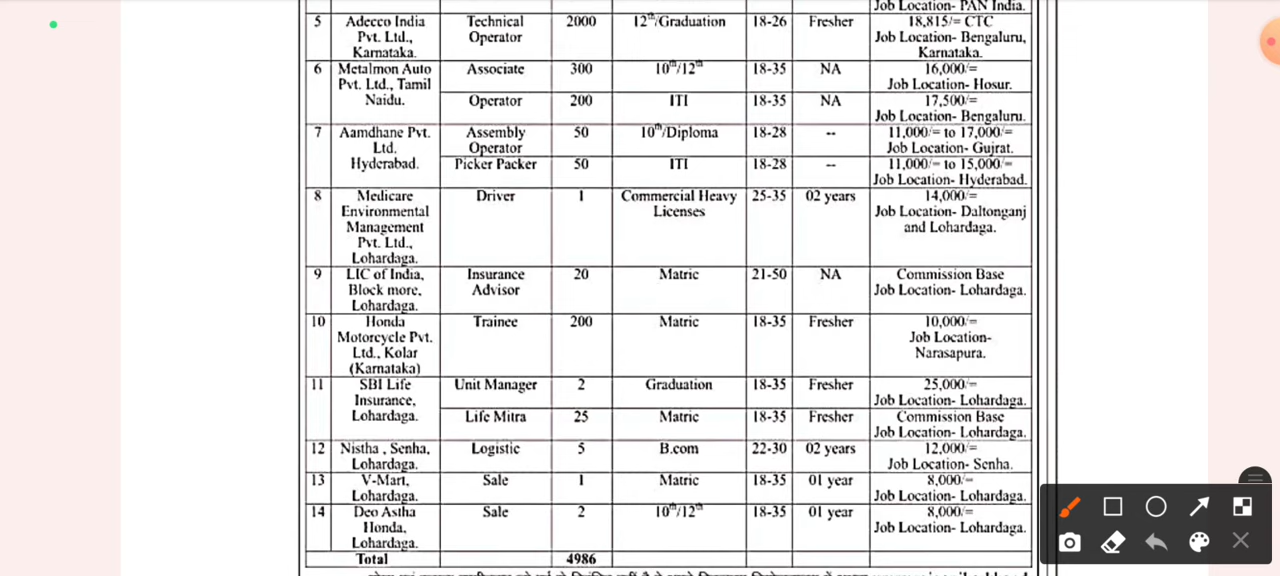 Job Location- PAN India.
5 Adecco India Pvt. Ltd., Karnataka. Technical Operator 2000 12th/Graduation 18-26 Fresher 18,815/= CTC Job Location- Bengaluru, Karnataka.
6 Metalmon Auto Pvt. Ltd., Tamil Naidu. Associate 300 10th/12th 18-35 NA 16,000/= Job Location- Hosur.
Operator 200 ITI 18-35 NA 17,500/= Job Location- Bengaluru.
7 Aamdhane Pvt. Ltd. Hyderabad. Assembly Operator 50 10th/Diploma 18-28 -- 11,000/= to 17,000/= Job Location- Gujrat.
Picker Packer 50 ITI 18-28 -- 11,000/= to 15,000/= Job Location- Hyderabad.
8 Medicare Environmental Management Pvt. Ltd., Lohardaga. Driver 1 Commercial Heavy Licenses 25-35 02 years 14,000/= Job Location- Daltonganj and Lohardaga.
9 LIC of India, Block more, Lohardaga. Insurance Advisor 20 Matric 21-50 NA Commission Base Job Location- Lohardaga.
10 Honda Motorcycle Pvt. Ltd., Kolar (Karnataka) Trainee 200 Matric 18-35 Fresher 10,000/= Job Location- Narasapura.
11 SBI Life Insurance, Lohardaga. Unit Manager 2 Graduation 18-35 Fresher 25,000/= Job Location- Lohardaga.
Life Mitra 25 Matric 18-35 Fresher Commission Base Job Location- Lohardaga.
12 Nistha , Senha, Lohardaga. Logistic 5 B.com 22-30 02 years 12,000/= Job Location- Senha.
13 V-Mart, Lohardaga. Sale 1 Matric 18-35 01 year 8,000/= Job Location- Lohardaga.
14 Deo Astha Honda, Lohardaga. Sale 2 10th/12th 18-35 01 year 8,000/= Job Location- Lohardaga.
Total 4986